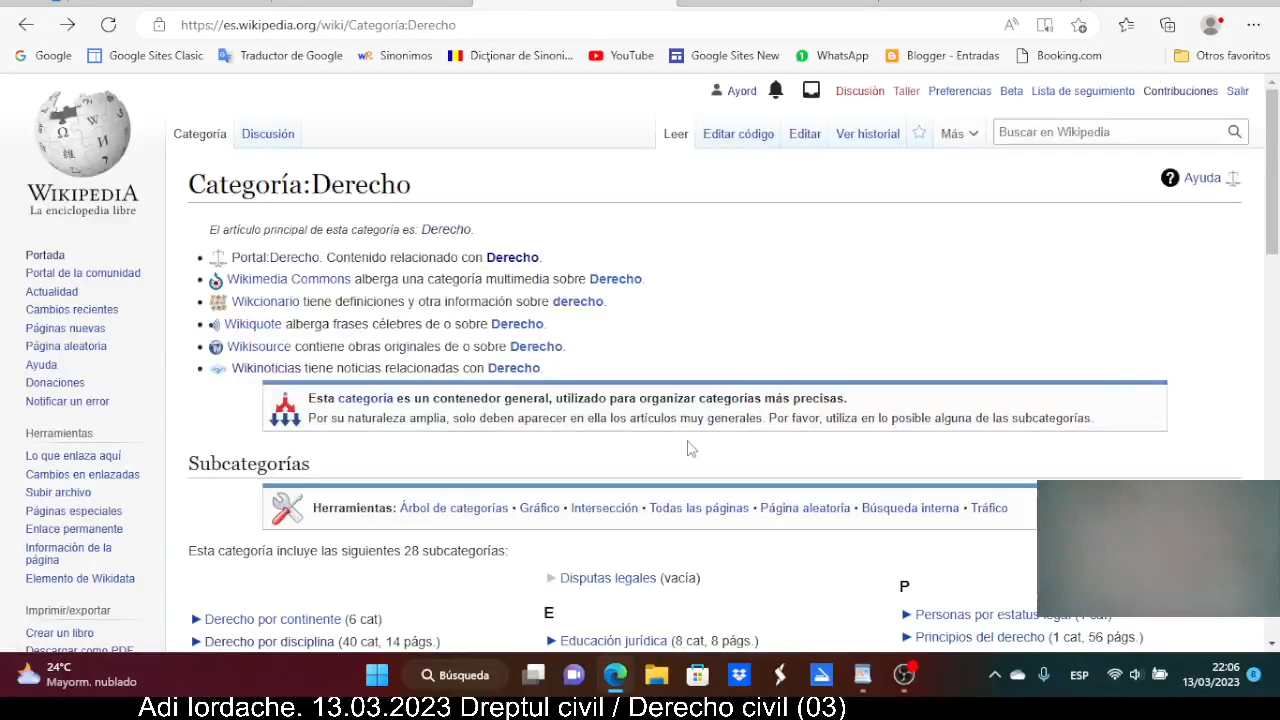 https://es.wikipedia.org/wiki/Categoría:Derecho
Google Google Sites Clasic Traductor de Google Sinonimos Dicționar de Sinoni... YouTube Google Sites New WhatsApp Blogger - Entradas Booking.com Otros favoritos
Ayord Discusión Taller Preferencias Beta Lista de seguimiento Contribuciones Salir
Categoría Discusión Leer Editar código Editar Ver historial Más Buscar en Wikipedia
WIKIPEDIA
La enciclopedia libre
Categoría:Derecho
Ayuda
El artículo principal de esta categoría es: Derecho.
Portal:Derecho. Contenido relacionado con Derecho.
Wikimedia Commons alberga una categoría multimedia sobre Derecho.
Wikcionario tiene definiciones y otra información sobre derecho.
Wikiquote alberga frases célebres de o sobre Derecho.
Wikisource contiene obras originales de o sobre Derecho.
Wikinoticias tiene noticias relacionadas con Derecho.
Esta categoría es un contenedor general, utilizado para organizar categorías más precisas.
Por su naturaleza amplia, solo deben aparecer en ella los artículos muy generales. Por favor, utiliza en lo posible alguna de las subcategorías.
Subcategorías
Herramientas: Árbol de categorías • Gráfico • Intersección • Todas las páginas • Página aleatoria • Búsqueda interna • Tráfico
Esta categoría incluye las siguientes 28 subcategorías:
Derecho por continente (6 cat)
Derecho por disciplina (40 cat, 14 págs.)
Disputas legales (vacía)
E
Educación jurídica (8 cat, 8 págs.)
P
Personas por estatus legal (1 cat)
Principios del derecho (1 cat, 56 págs.)
Portada
Portal de la comunidad
Actualidad
Cambios recientes
Páginas nuevas
Página aleatoria
Ayuda
Donaciones
Notificar un error
Herramientas
Lo que enlaza aquí
Cambios en enlazadas
Subir archivo
Páginas especiales
Enlace permanente
Información de la
página
Elemento de Wikidata
Imprimir/exportar
Crear un libro
Descargar como PDF
24°C
Mayorm. nublado
Búsqueda
ESP
22:06
13/03/2023
8
Adi Iordache. 13.03.2023 Dreptul civil / Derecho civil (03)